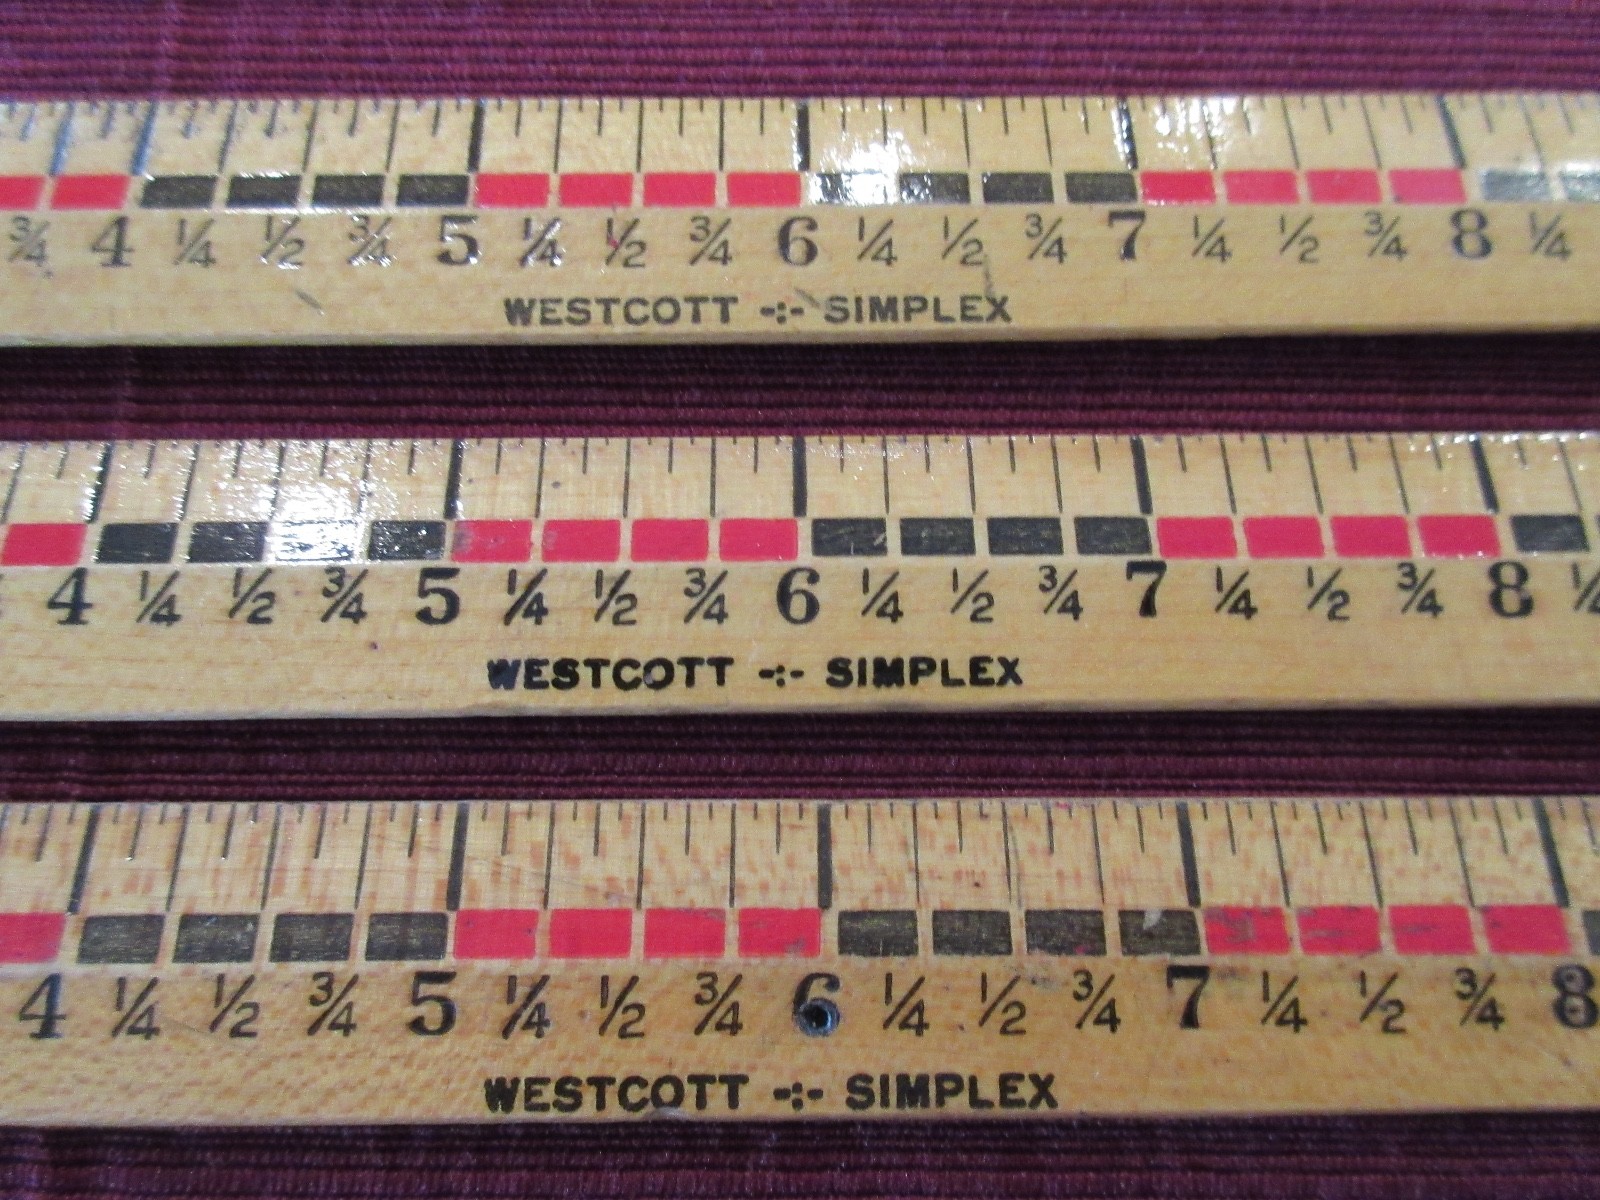 ¾ 4 ¼ ½ ¾ 5 ¼ ½ ¾ 6 ¼ ½ ¾ 7 ¼ ½ ¾ 8 ¼
WESTCOTT -:- SIMPLEX
4 ¼ ½ ¾ 5 ¼ ½ ¾ 6 ¼ ½ ¾ 7 ¼ ½ ¾ 8 ¼
WESTCOTT -:- SIMPLEX
4 ¼ ½ ¾ 5 ¼ ½ ¾ 6 ¼ ½ ¾ 7 ¼ ½ ¾ 8
WESTCOTT -:- SIMPLEX